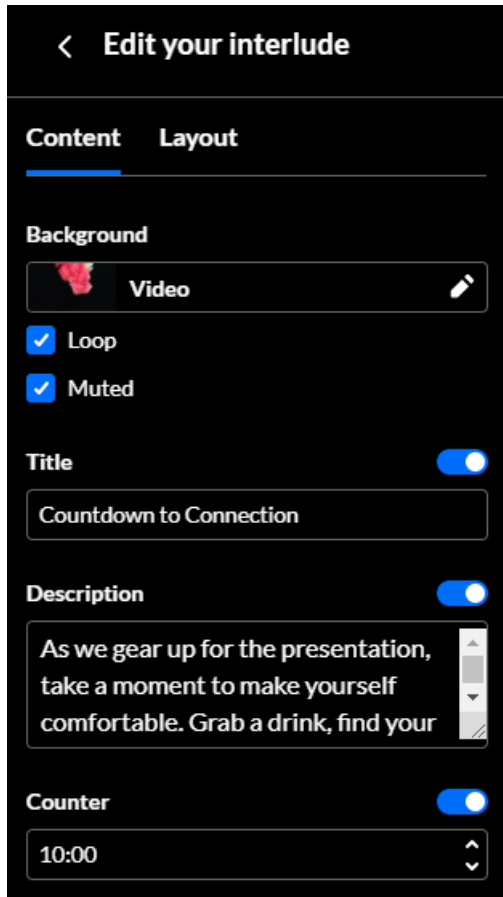 Edit your interlude
Content Layout
Background
Video
Loop
Muted
Title
Countdown to Connection
Description
As we gear up for the presentation,
take a moment to make yourself
comfortable. Grab a drink, find your
Counter
10:00